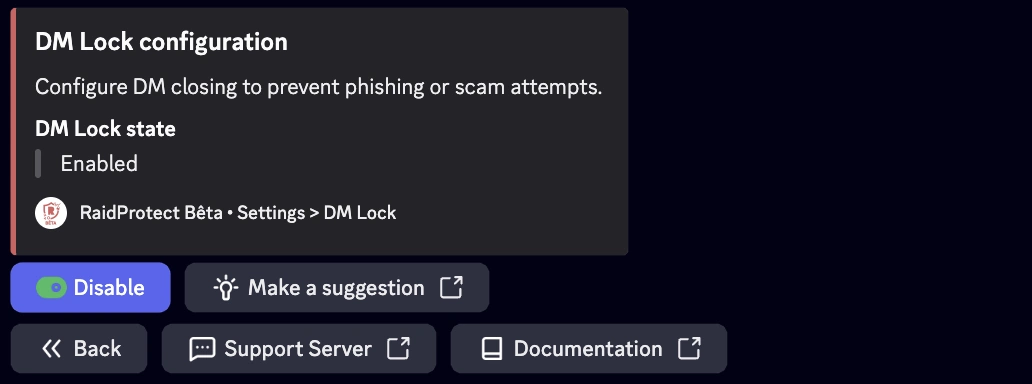 DM Lock configuration
Configure DM closing to prevent phishing or scam attempts.
DM Lock state
Enabled
RaidProtect Bêta • Settings > DM Lock
Disable
Make a suggestion
Back
Support Server
Documentation